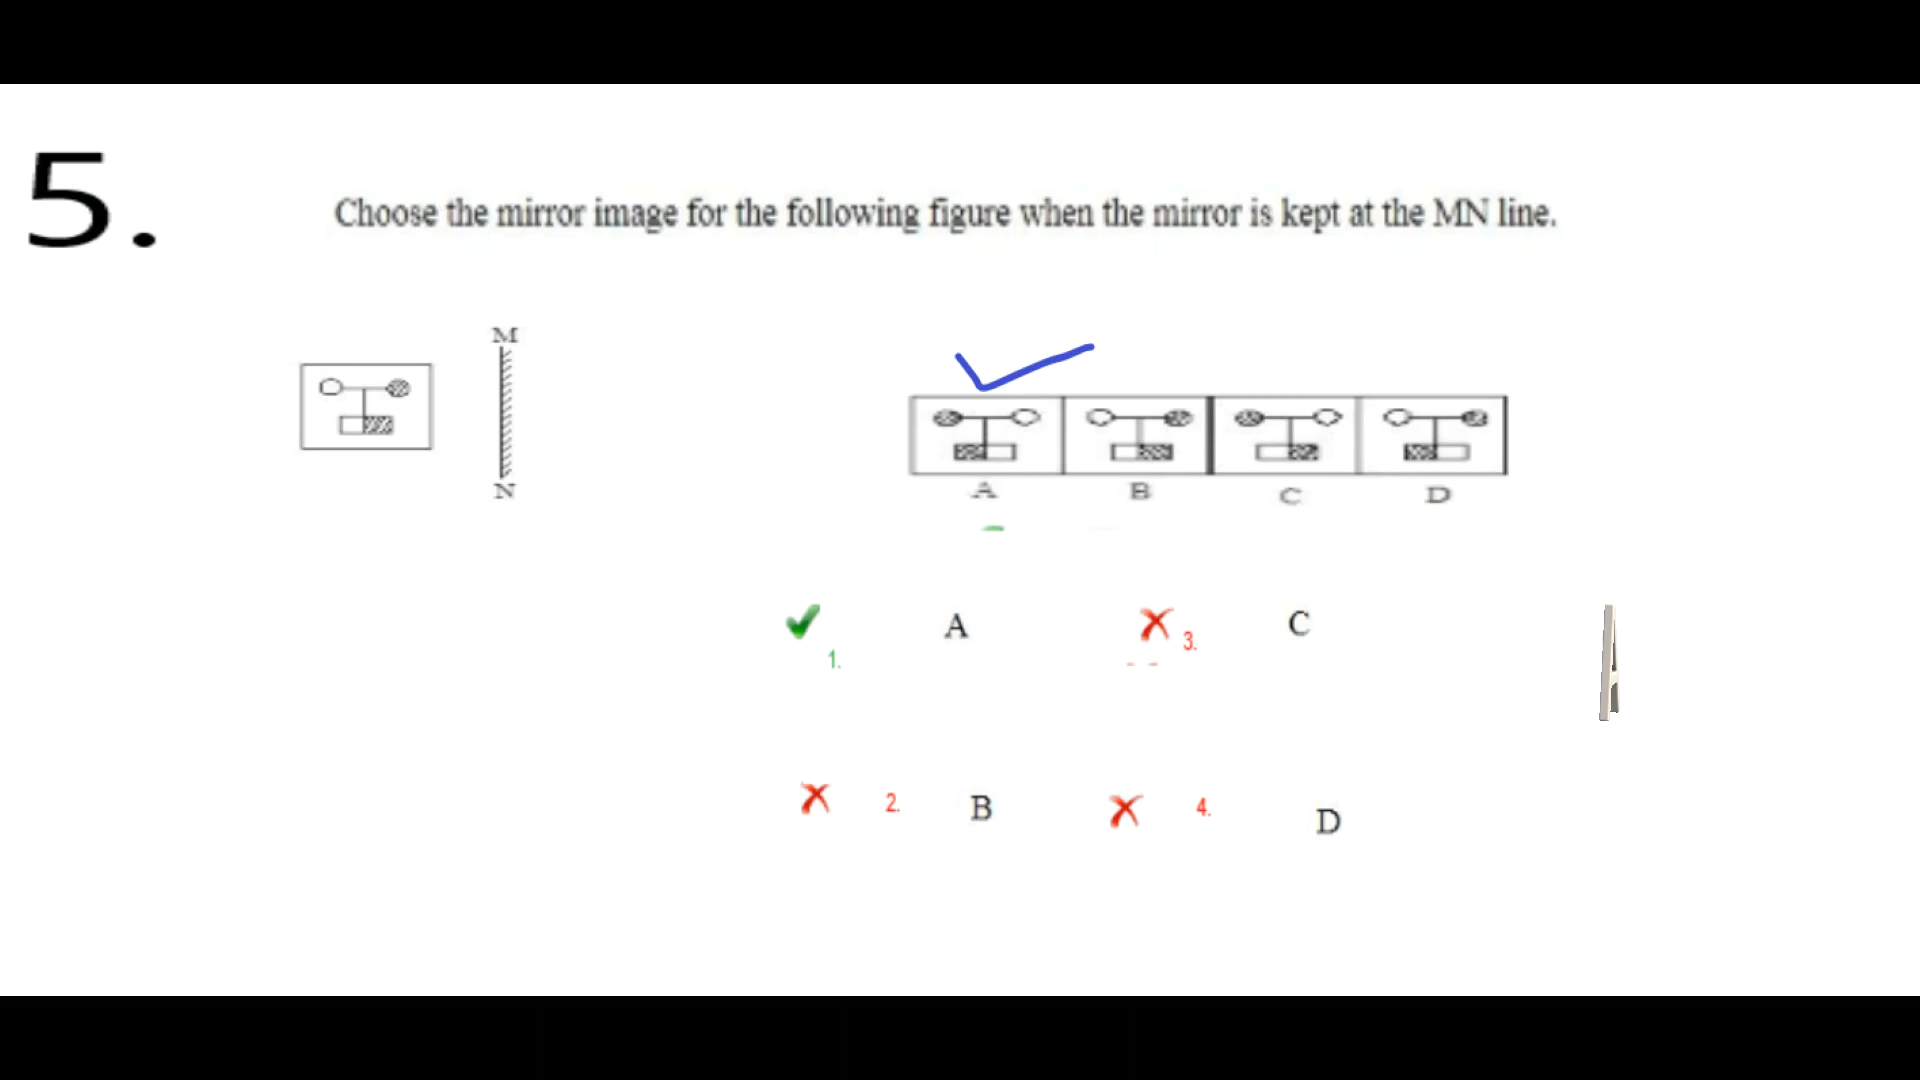 5.
Choose the mirror image for the following figure when the mirror is kept at the MN line.
M
N
A B C D
1. A
3. C
2. B
4. D